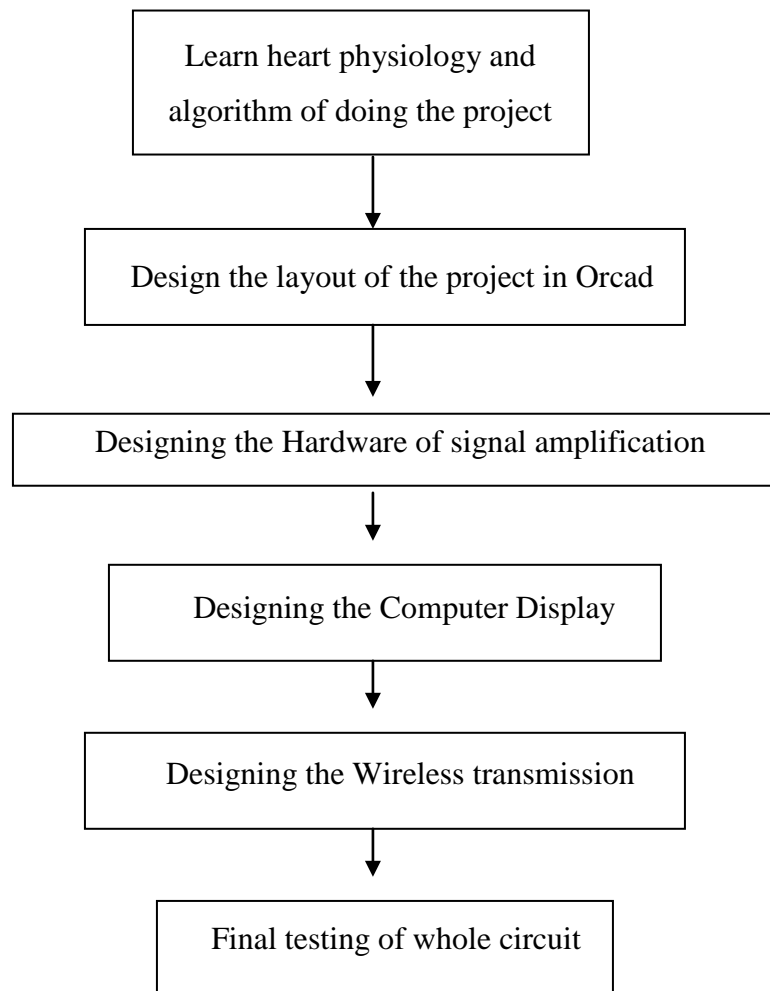 Learn heart physiology and
algorithm of doing the project
Design the layout of the project in Orcad
Designing the Hardware of signal amplification
Designing the Computer Display
Designing the Wireless transmission
Final testing of whole circuit